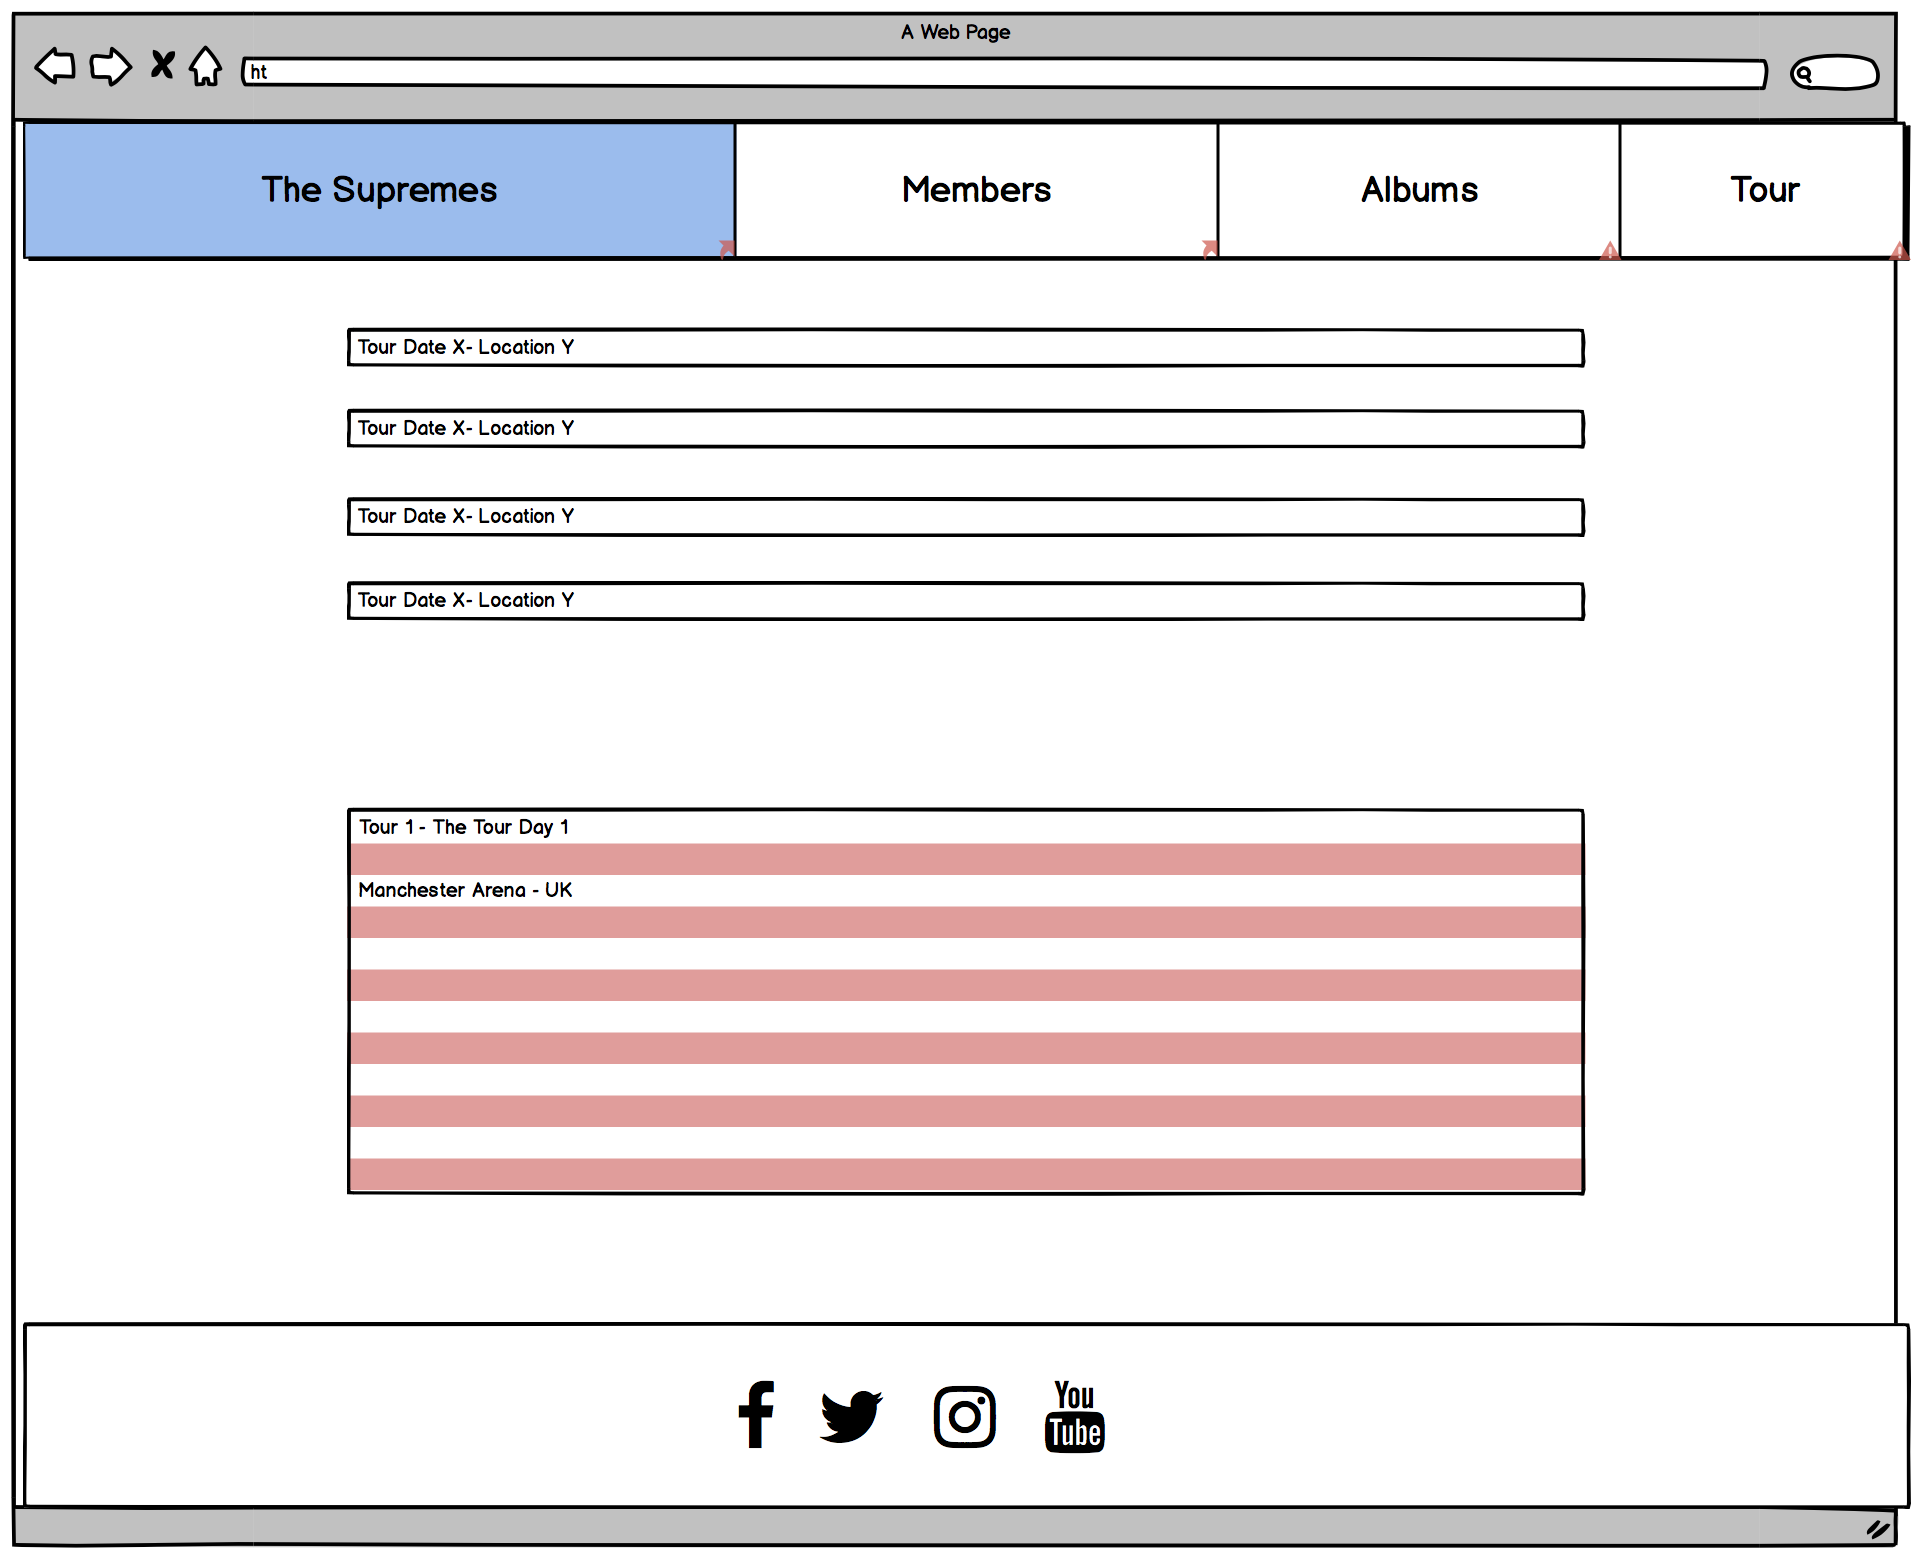 A Web Page
ht
The Supremes
Members
Albums
Tour
Tour Date X- Location Y
Tour Date X- Location Y
Tour Date X- Location Y
Tour Date X- Location Y
Tour 1 - The Tour Day 1
Manchester Arena - UK
You
Tube